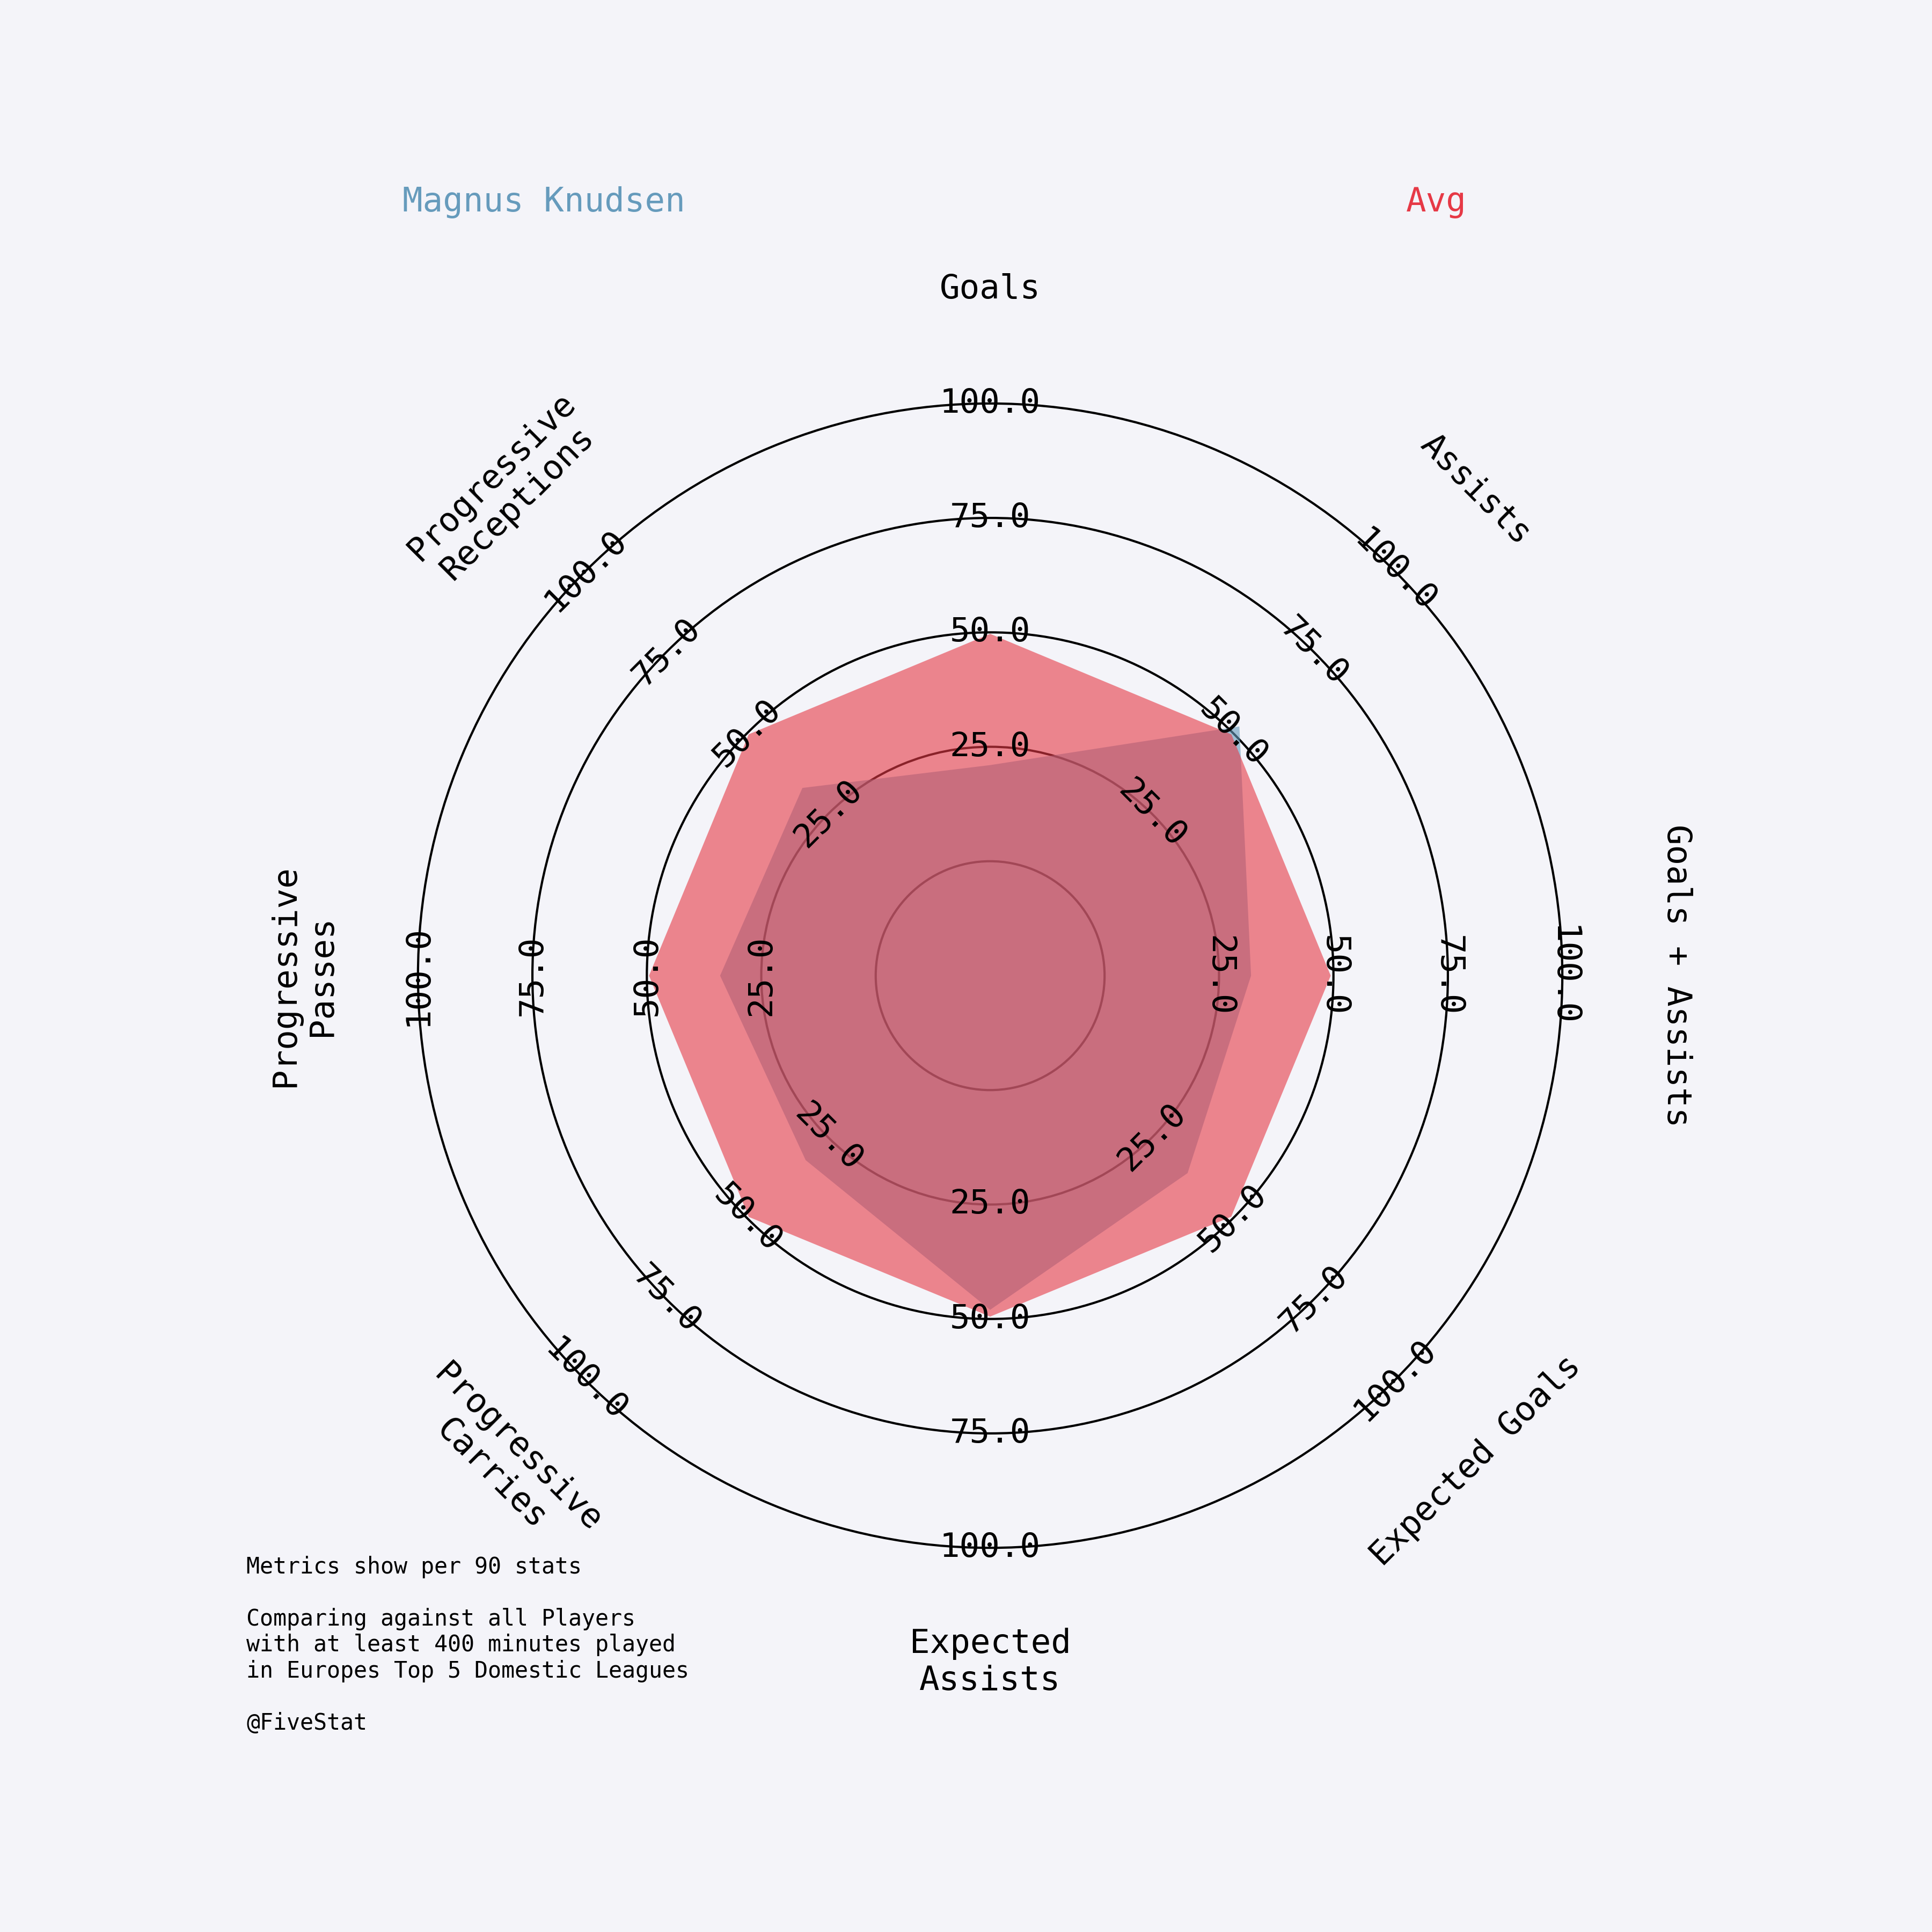 Magnus Knudsen
Avg
Goals
Assists
Goals + Assists
Expected Goals
Expected
Assists
Progressive
Carries
Progressive
Passes
Progressive
Receptions
25.0
50.0
75.0
100.0
25.0
50.0
75.0
100.0
25.0
50.0
75.0
100.0
25.0
50.0
75.0
100.0
25.0
50.0
75.0
100.0
25.0
50.0
75.0
100.0
25.0
50.0
75.0
100.0
25.0
50.0
75.0
100.0
Metrics show per 90 stats
Comparing against all Players
with at least 400 minutes played
in Europes Top 5 Domestic Leagues
@FiveStat